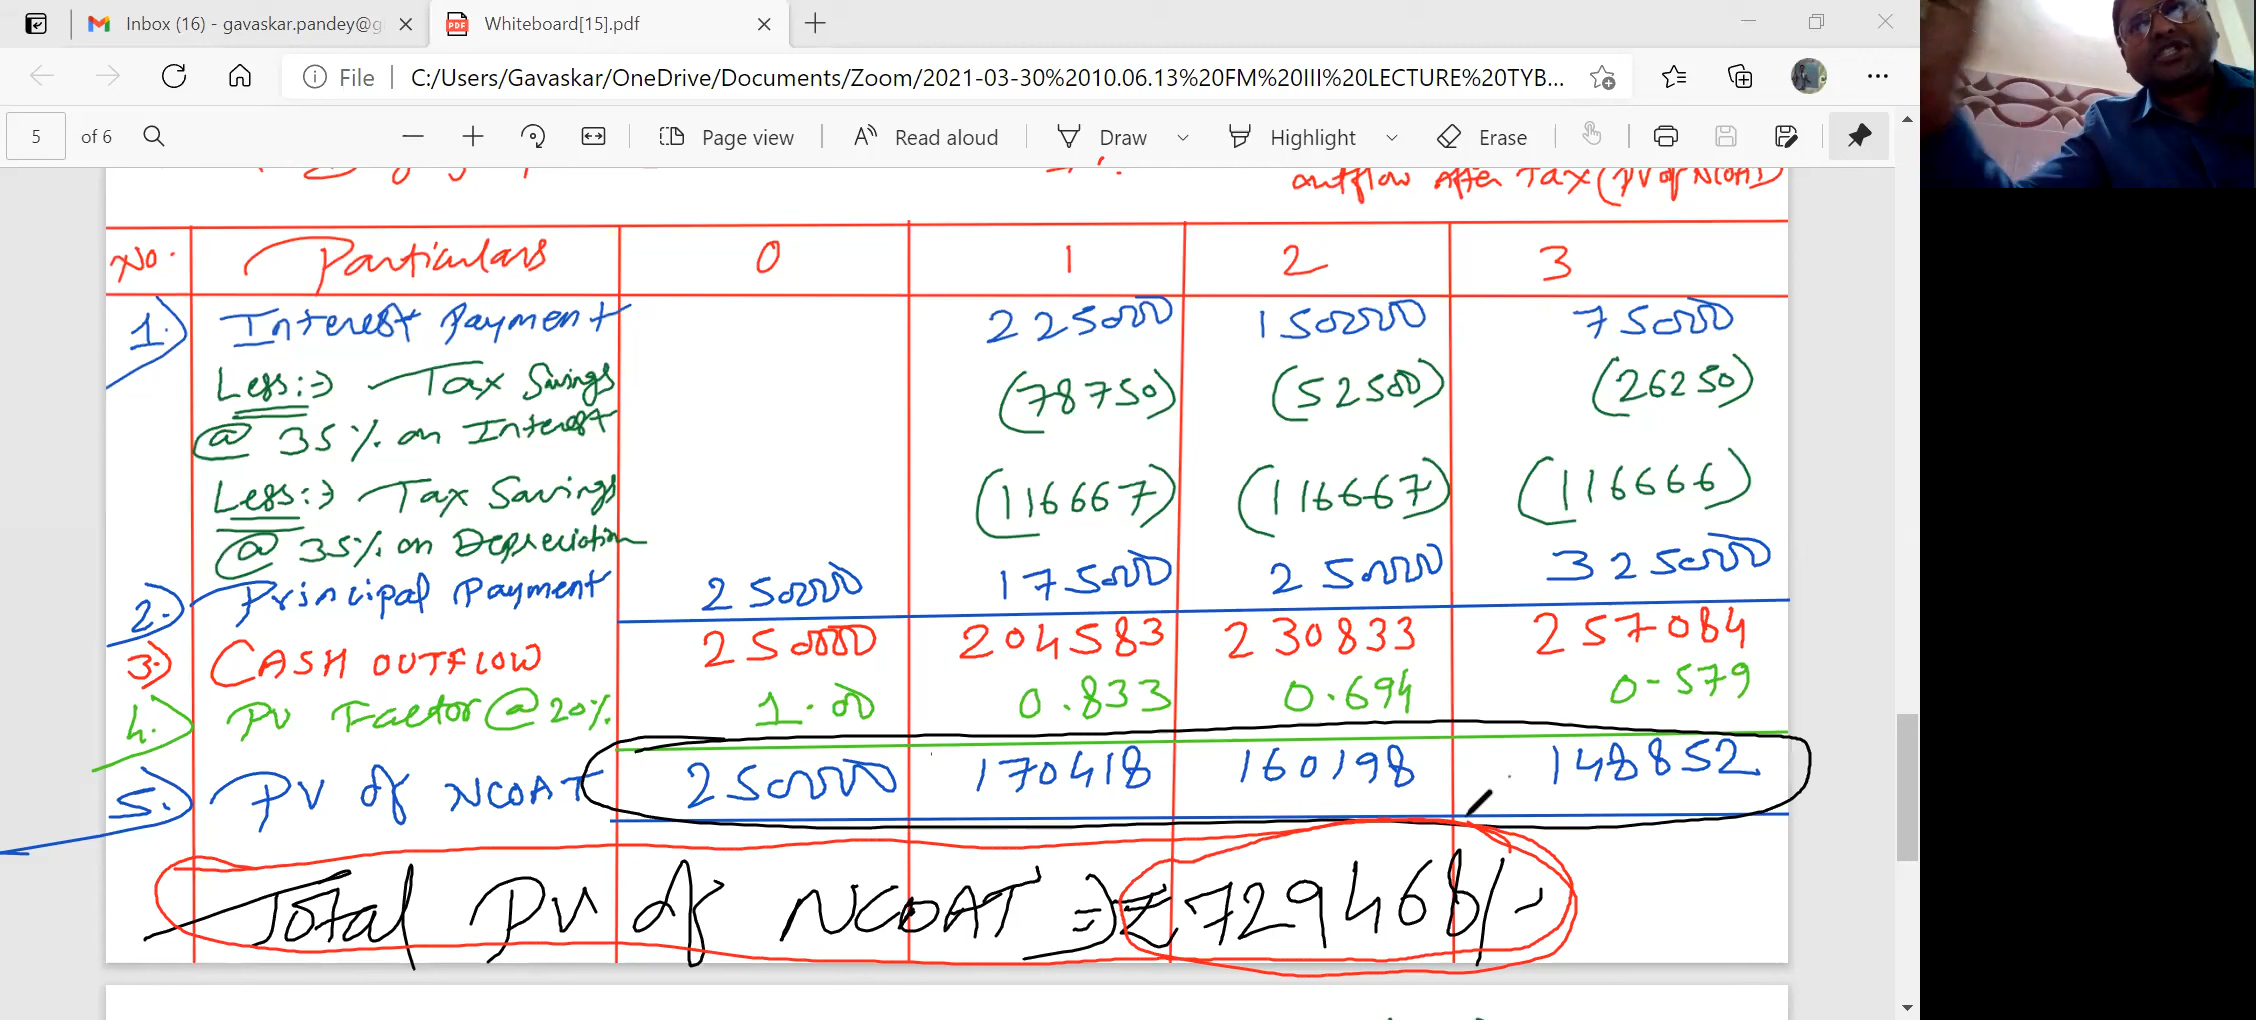 Inbox (16) - gavaskar.pandey@g
Whiteboard[15].pdf
File C:/Users/Gavaskar/OneDrive/Documents/Zoom/2021-03-30%2010.06.13%20FM%20III%20LECTURE%20TYB...
5 of 6 Page view Read aloud Draw Highlight Erase
outflow After Tax (PV of NCOAT)
No. Particulars 0 1 2 3
1.) Interest Payment 225000 150000 75000
Less:⇒ Tax Savings (78750) (52500) (26250)
@ 35% on Interest
Less:⇒ Tax Savings (116667) (116667) (116666)
@ 35% on Depreciation
2.) Principal Payment 250000 175000 250000 325000
3.) CASH OUTFLOW 250000 204583 230833 257084
4.) PV Factor @ 20% 1.00 0.833 0.694 0.579
5.) PV of NCOAT 250000 170418 160198 148852
Total PV of NCOAT ⇒ ₹729468/-